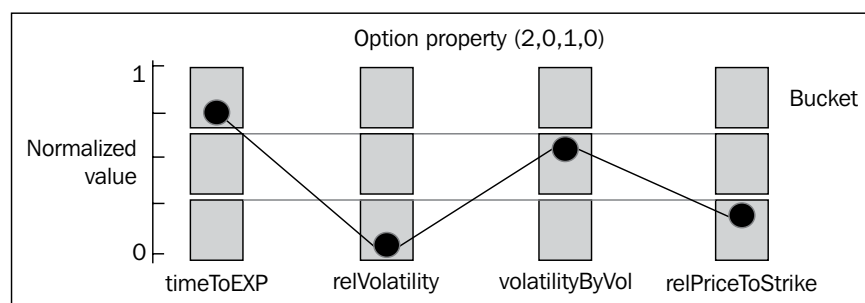 Option property (2,0,1,0)
1
Bucket
Normalized
value
0
timeToEXP relVolatility volatilityByVol relPriceToStrike